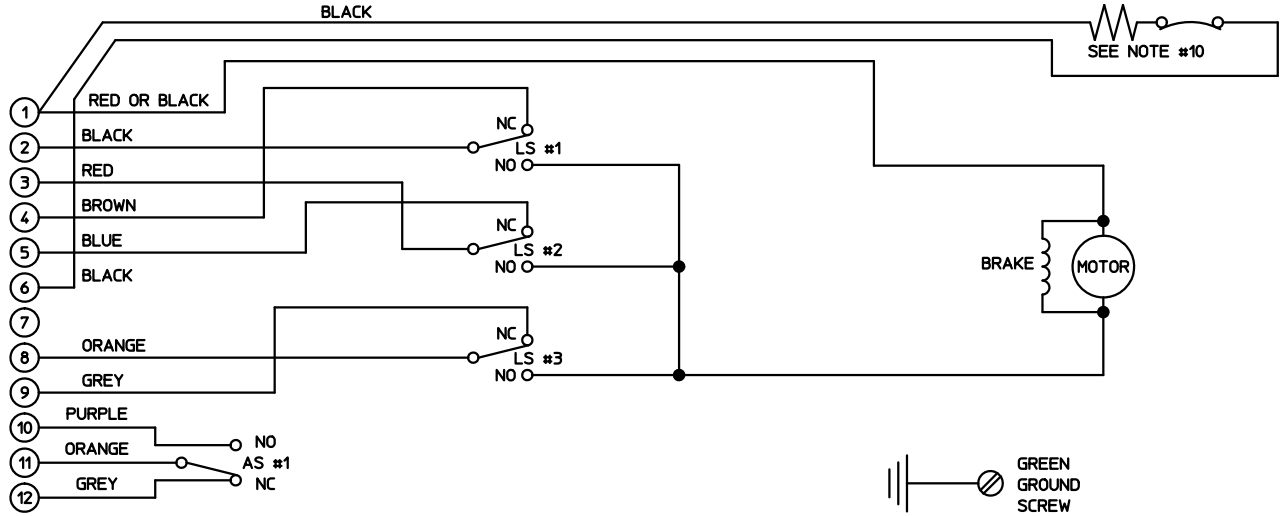 BLACK
SEE NOTE #10
1 RED OR BLACK
NC
2 BLACK
LS #1
NO
3 RED
4 BROWN
NC
5 BLUE
LS #2
NO
BRAKE
MOTOR
6 BLACK
7
NC
8 ORANGE
LS #3
NO
9 GREY
10 PURPLE
NO
11 ORANGE
AS #1
NC
12 GREY
GREEN
GROUND
SCREW